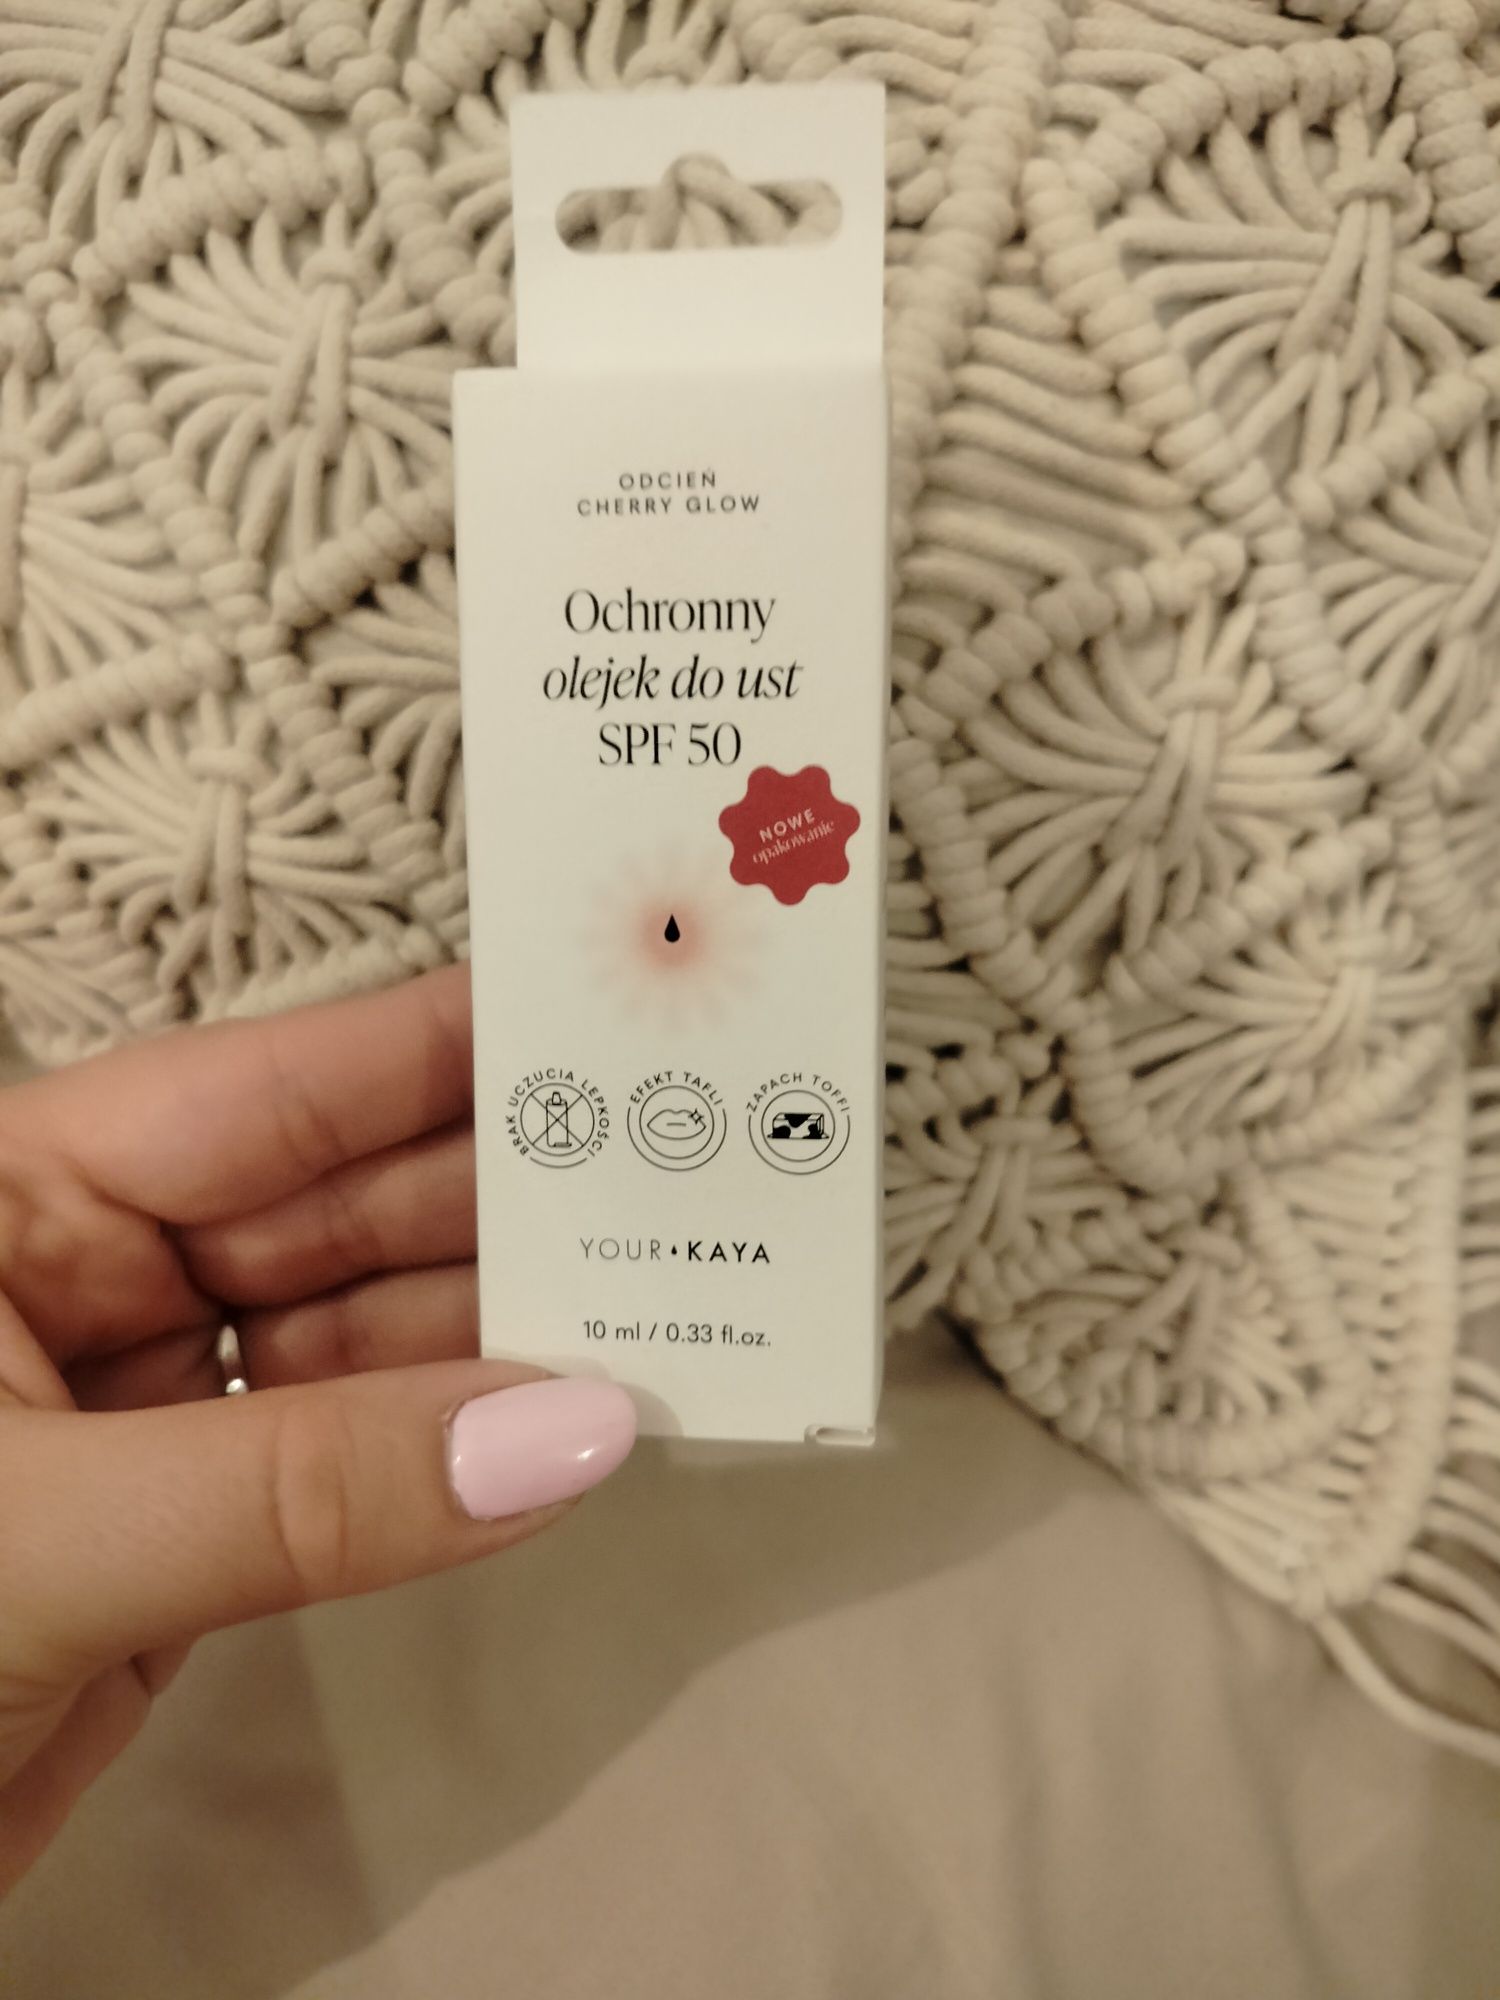 ODCIEŃ
CHERRY GLOW
Ochronny
olejek do ust
SPF 50
NOWE
opakowanie
BRAK UCZUCIA LEPKOŚCI
EFEKT TAFLI
ZAPACH TOFFI
YOUR KAYA
10 ml / 0.33 fl.oz.